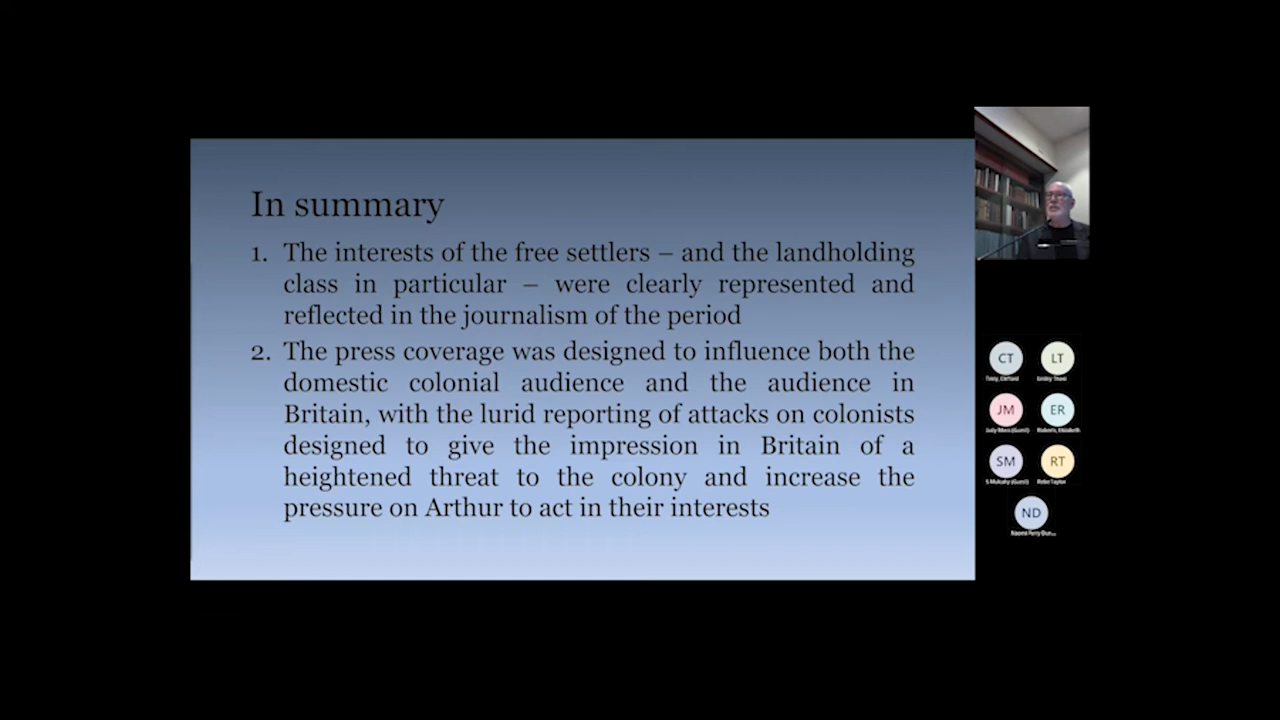 In summary
1. The interests of the free settlers – and the landholding
class in particular – were clearly represented and
reflected in the journalism of the period
2. The press coverage was designed to influence both the
domestic colonial audience and the audience in
Britain, with the lurid reporting of attacks on colonists
designed to give the impression in Britain of a
heightened threat to the colony and increase the
pressure on Arthur to act in their interests
CT LT
JM ER
Roberts, Elizabeth
SM RT
S Mulcahy (Guest)
ND